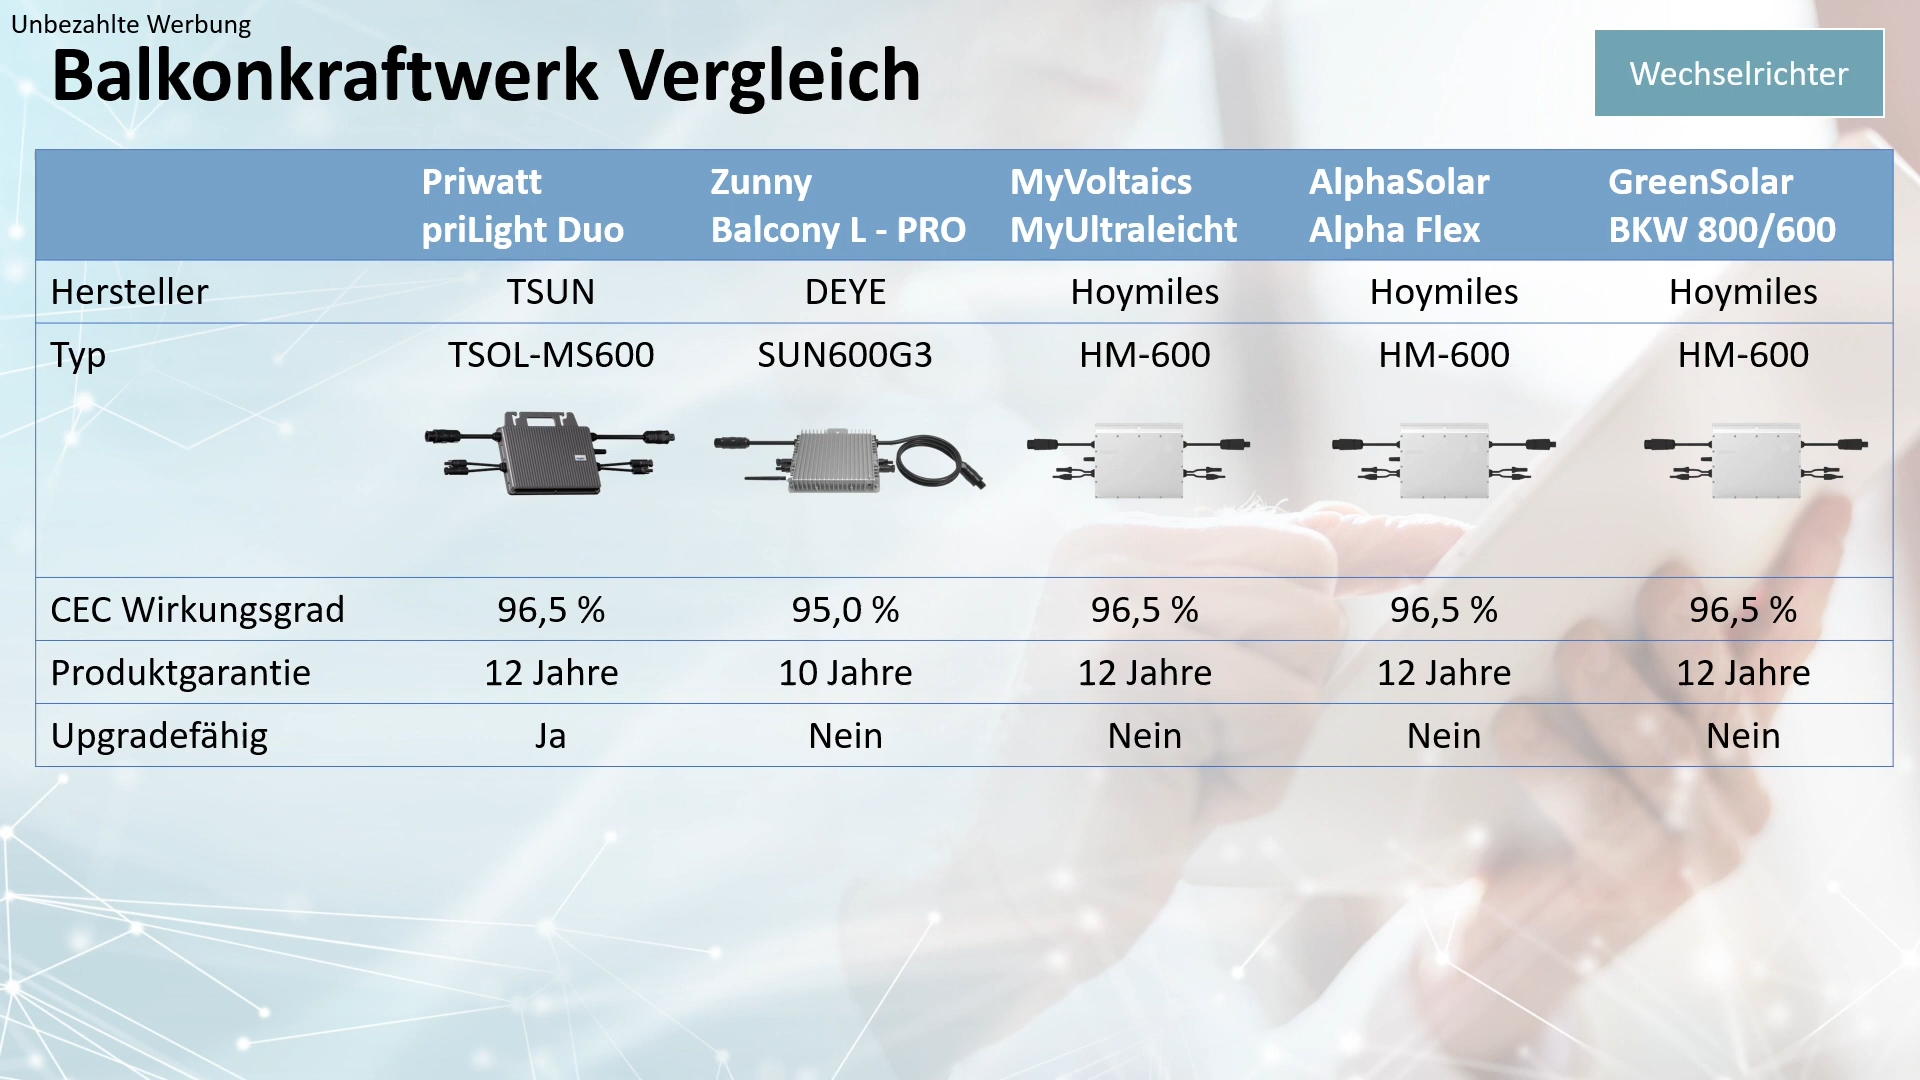 Unbezahlte Werbung
Balkonkraftwerk Vergleich
Wechselrichter
Priwatt Zunny MyVoltaics AlphaSolar GreenSolar
priLight Duo Balcony L - PRO MyUltraleicht Alpha Flex BKW 800/600
Hersteller TSUN DEYE Hoymiles Hoymiles Hoymiles
Typ TSOL-MS600 SUN600G3 HM-600 HM-600 HM-600
CEC Wirkungsgrad 96,5 % 95,0 % 96,5 % 96,5 % 96,5 %
Produktgarantie 12 Jahre 10 Jahre 12 Jahre 12 Jahre 12 Jahre
Upgradefähig Ja Nein Nein Nein Nein